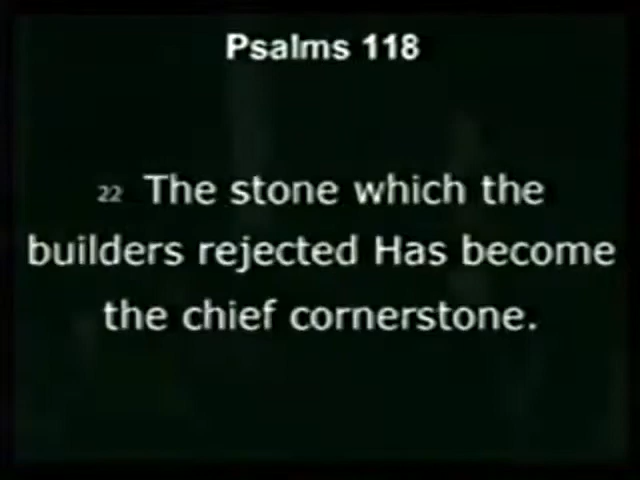 Psalms 118
22 The stone which the
builders rejected Has become
the chief cornerstone.